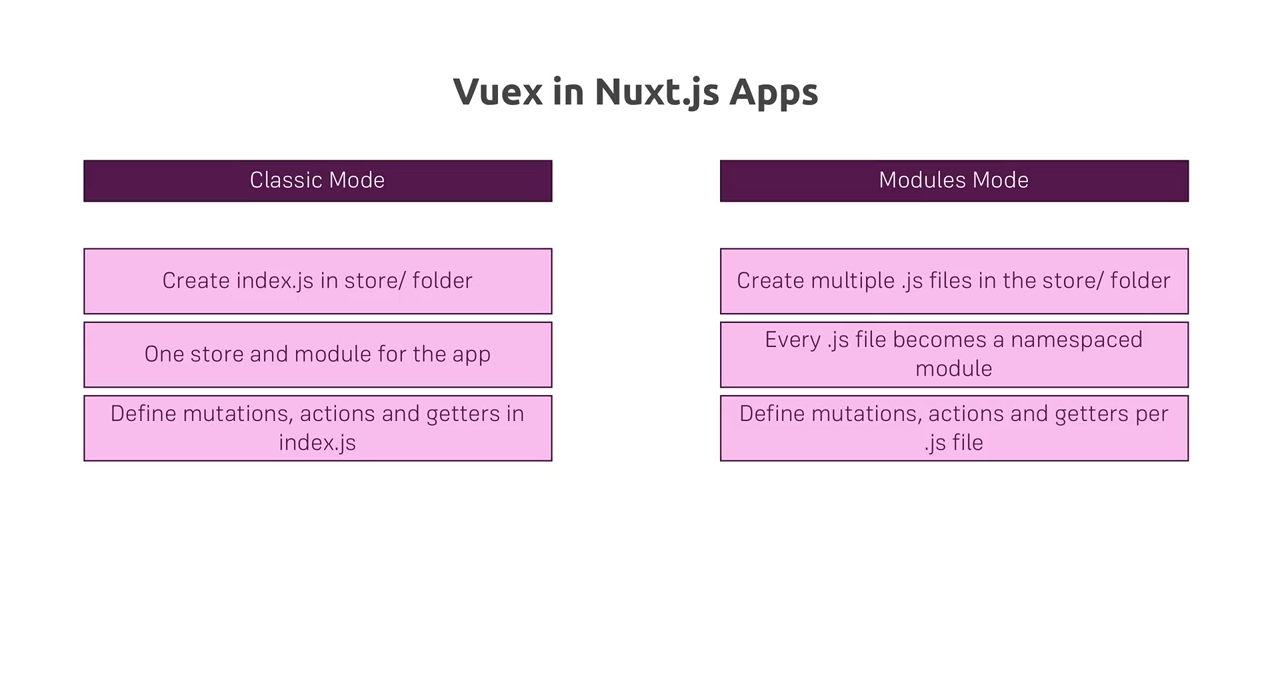 Vuex in Nuxt.js Apps
Classic Mode
Create index.js in store/ folder
One store and module for the app
Define mutations, actions and getters in
index.js
Modules Mode
Create multiple .js files in the store/ folder
Every .js file becomes a namespaced
module
Define mutations, actions and getters per
.js file